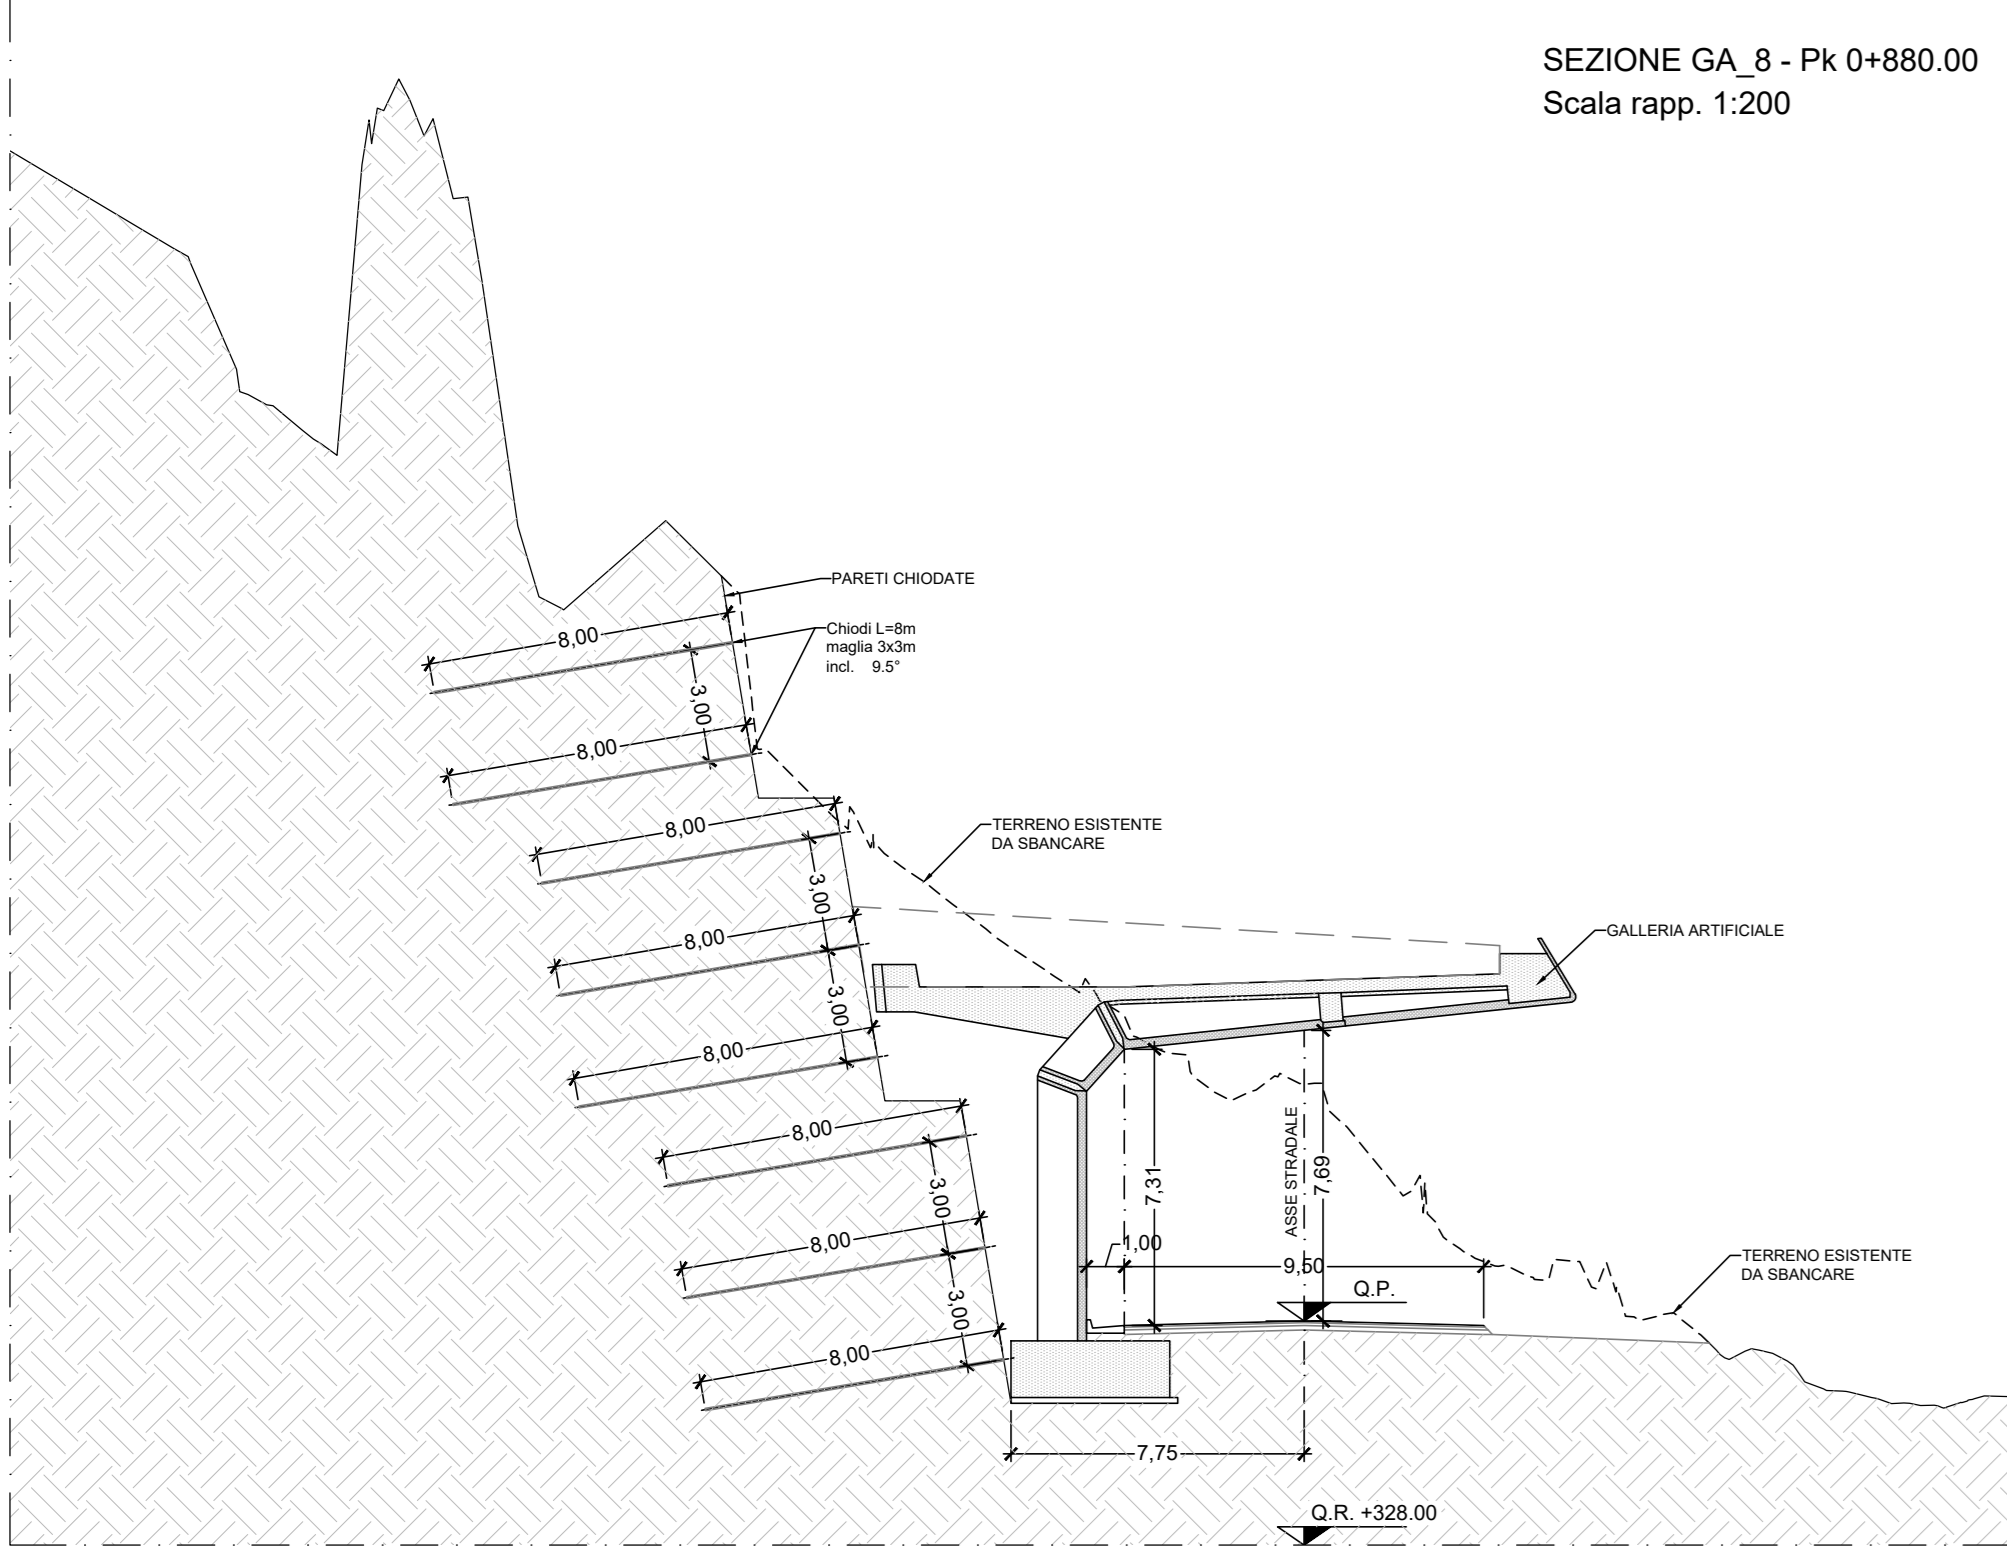 SEZIONE GA_8 - Pk 0+880.00
Scala rapp. 1:200
PARETI CHIODATE
8,00
Chiodi L=8m
maglia 3x3m
incl. 9.5°
3,00
8,00
8,00
TERRENO ESISTENTE
DA SBANCARE
3,00
8,00
GALLERIA ARTIFICIALE
3,00
8,00
8,00
3,00
7,31
ASSE STRADALE
7,69
8,00
1,00
9,50
TERRENO ESISTENTE
DA SBANCARE
Q.P.
3,00
8,00
7,75
Q.R. +328.00